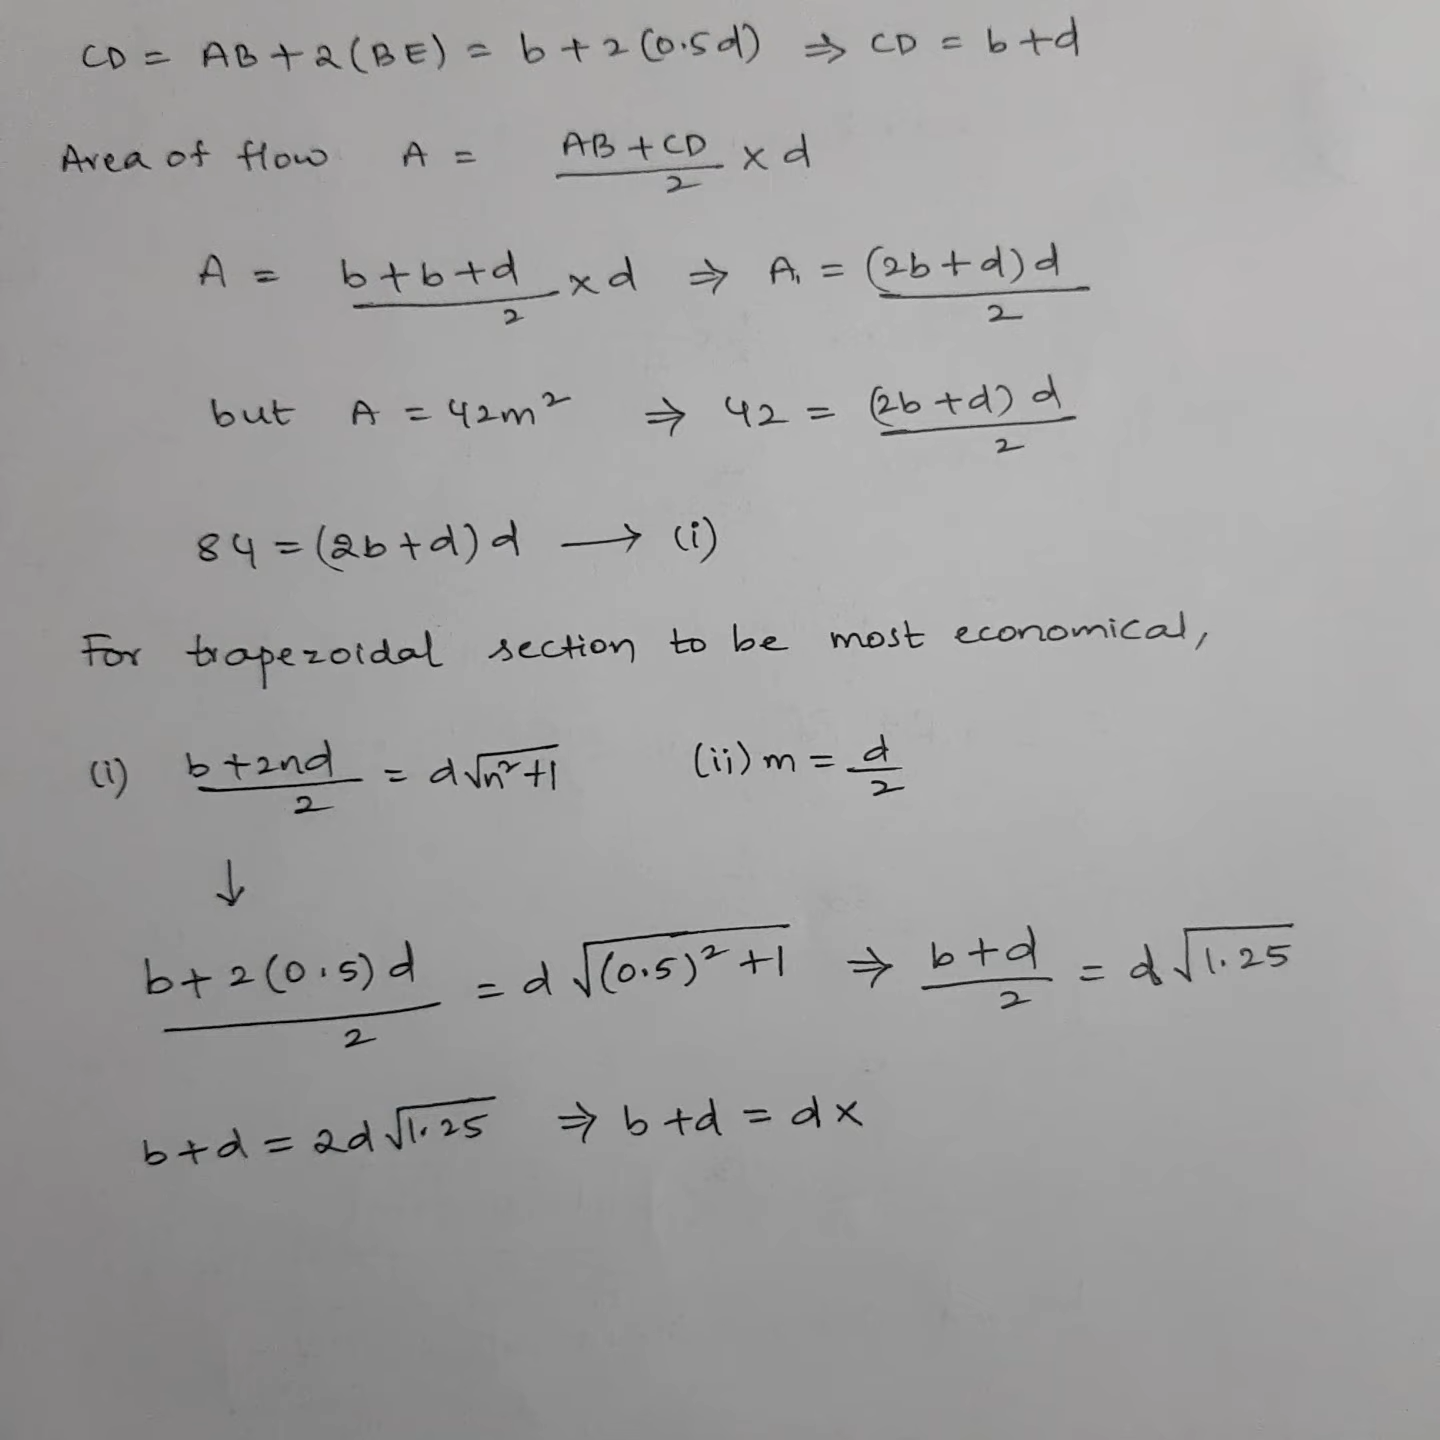 CD = AB + 2(BE) = b + 2(0.5d) ⇒ CD = b + d
Area of flow A = (AB + CD)/2 × d
A = (b + b + d)/2 × d ⇒ A = (2b + d)d/2
but A = 42m² ⇒ 42 = (2b + d)d/2
84 = (2b + d)d ⟶ (i)
For trapezoidal section to be most economical,
(i) (b + 2nd)/2 = d√(n² + 1) (ii) m = d/2
↓
(b + 2(0.5)d)/2 = d√((0.5)² + 1) ⇒ (b + d)/2 = d√1.25
b + d = 2d√1.25 ⇒ b + d = d×